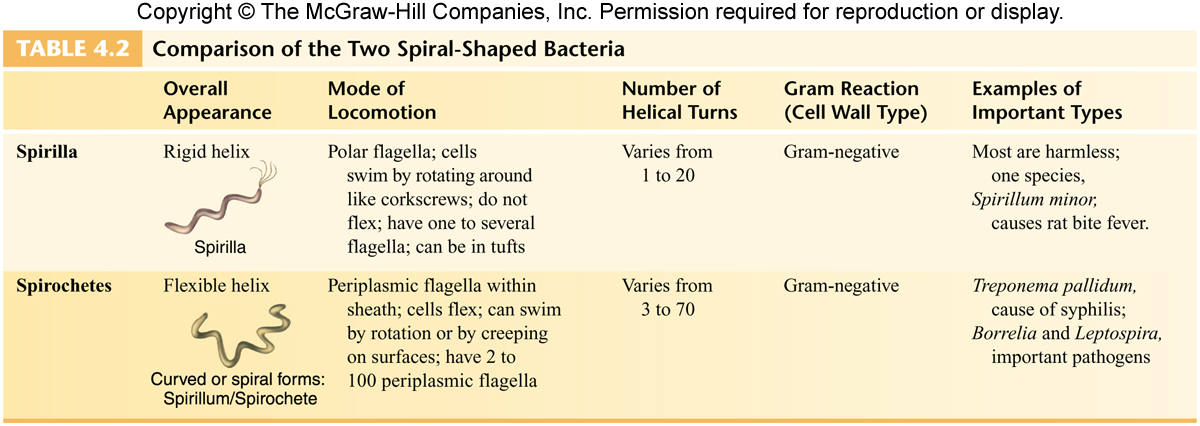 Copyright © The McGraw-Hill Companies, Inc. Permission required for reproduction or display.
TABLE 4.2 Comparison of the Two Spiral-Shaped Bacteria
Overall Appearance
Mode of Locomotion
Number of Helical Turns
Gram Reaction (Cell Wall Type)
Examples of Important Types
Spirilla
Rigid helix
Spirilla
Polar flagella; cells
swim by rotating around
like corkscrews; do not
flex; have one to several
flagella; can be in tufts
Varies from
1 to 20
Gram-negative
Most are harmless;
one species,
Spirillum minor,
causes rat bite fever.
Spirochetes
Flexible helix
Curved or spiral forms:
Spirillum/Spirochete
Periplasmic flagella within
sheath; cells flex; can swim
by rotation or by creeping
on surfaces; have 2 to
100 periplasmic flagella
Varies from
3 to 70
Gram-negative
Treponema pallidum,
cause of syphilis;
Borrelia and Leptospira,
important pathogens